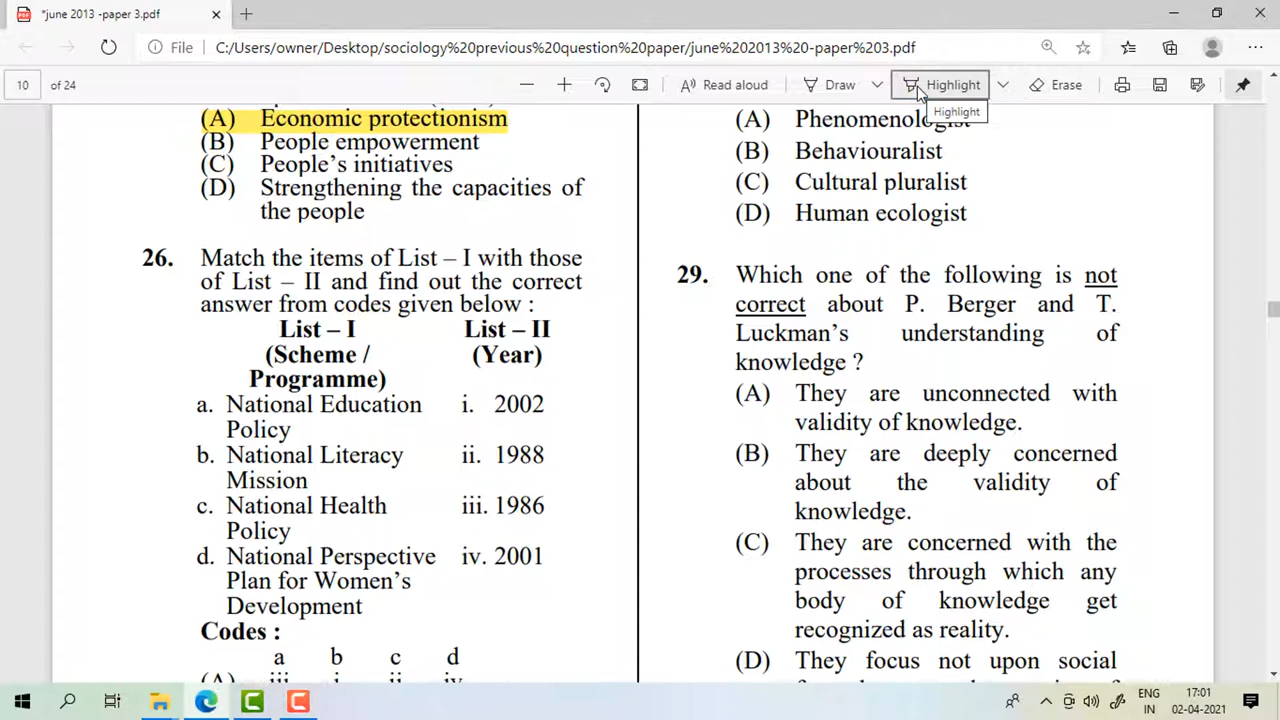 *june 2013 -paper 3.pdf
File
C:/Users/owner/Desktop/sociology%20previous%20question%20paper/june%202013%20-paper%203.pdf
10 of 24
Read aloud
Draw
Highlight
Erase
Highlight
(A) Economic protectionism
(B) People empowerment
(C) People's initiatives
(D) Strengthening the capacities of
the people
26. Match the items of List – I with those
of List – II and find out the correct
answer from codes given below :
List – I List – II
(Scheme / (Year)
Programme)
a. National Education i. 2002
Policy
b. National Literacy ii. 1988
Mission
c. National Health iii. 1986
Policy
d. National Perspective iv. 2001
Plan for Women's
Development
Codes :
a b c d
(A) iii i ii iv
(A) Phenomenologist
(B) Behaviouralist
(C) Cultural pluralist
(D) Human ecologist
29. Which one of the following is not
correct about P. Berger and T.
Luckman's understanding of
knowledge ?
(A) They are unconnected with
validity of knowledge.
(B) They are deeply concerned
about the validity of
knowledge.
(C) They are concerned with the
processes through which any
body of knowledge get
recognized as reality.
(D) They focus not upon social
ENG
IN
17:01
02-04-2021